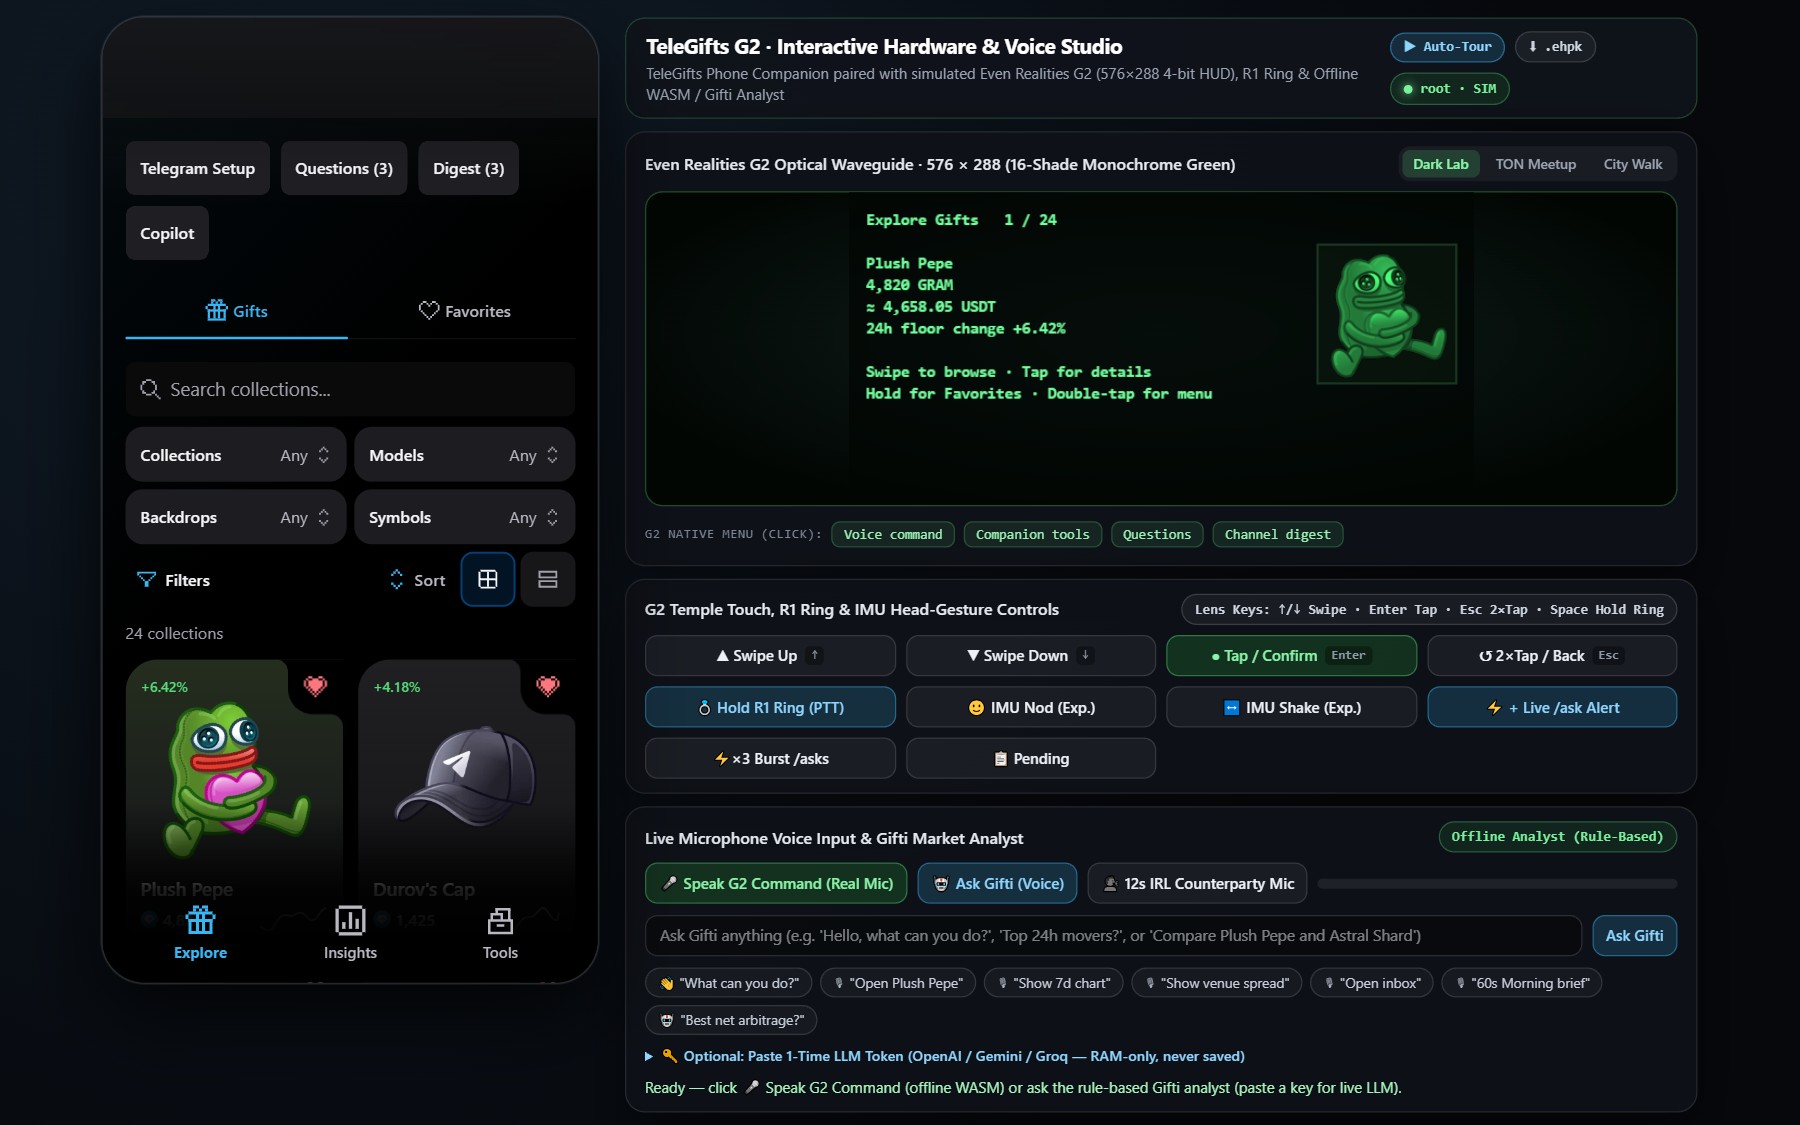 Telegram Setup
Questions (3)
Digest (3)
Copilot
Gifts
Favorites
Search collections...
Collections Any
Models Any
Backdrops Any
Symbols Any
Filters
Sort
24 collections
+6.42%
+4.18%
Plush Pepe
Durov's Cap
1,425
Explore
Insights
Tools
TeleGifts G2 · Interactive Hardware & Voice Studio
TeleGifts Phone Companion paired with simulated Even Realities G2 (576×288 4-bit HUD), R1 Ring & Offline
WASM / Gifti Analyst
▶ Auto-Tour
⬇ .ehpk
● root · SIM
Even Realities G2 Optical Waveguide · 576 × 288 (16-Shade Monochrome Green)
Dark Lab
TON Meetup
City Walk
Explore Gifts 1 / 24
Plush Pepe
4,820 GRAM
≈ 4,658.05 USDT
24h floor change +6.42%
Swipe to browse · Tap for details
Hold for Favorites · Double-tap for menu
G2 NATIVE MENU (CLICK):
Voice command
Companion tools
Questions
Channel digest
G2 Temple Touch, R1 Ring & IMU Head-Gesture Controls
Lens Keys: ↑/↓ Swipe • Enter Tap • Esc 2×Tap • Space Hold Ring
▲ Swipe Up ↑
▼ Swipe Down ↓
● Tap / Confirm Enter
↺ 2×Tap / Back Esc
💍 Hold R1 Ring (PTT)
🙂 IMU Nod (Exp.)
↔️ IMU Shake (Exp.)
⚡ + Live /ask Alert
⚡ ×3 Burst /asks
📋 Pending
Live Microphone Voice Input & Gifti Market Analyst
Offline Analyst (Rule-Based)
🎤 Speak G2 Command (Real Mic)
🤖 Ask Gifti (Voice)
12s IRL Counterparty Mic
Ask Gifti anything (e.g. 'Hello, what can you do?', 'Top 24h movers?', or 'Compare Plush Pepe and Astral Shard')
Ask Gifti
👋 "What can you do?"
🎙 "Open Plush Pepe"
🎙 "Show 7d chart"
🎙 "Show venue spread"
🎙 "Open inbox"
🎙 "60s Morning brief"
🤖 "Best net arbitrage?"
▶ 🔑 Optional: Paste 1-Time LLM Token (OpenAI / Gemini / Groq — RAM-only, never saved)
Ready — click 🎤 Speak G2 Command (offline WASM) or ask the rule-based Gifti analyst (paste a key for live LLM).